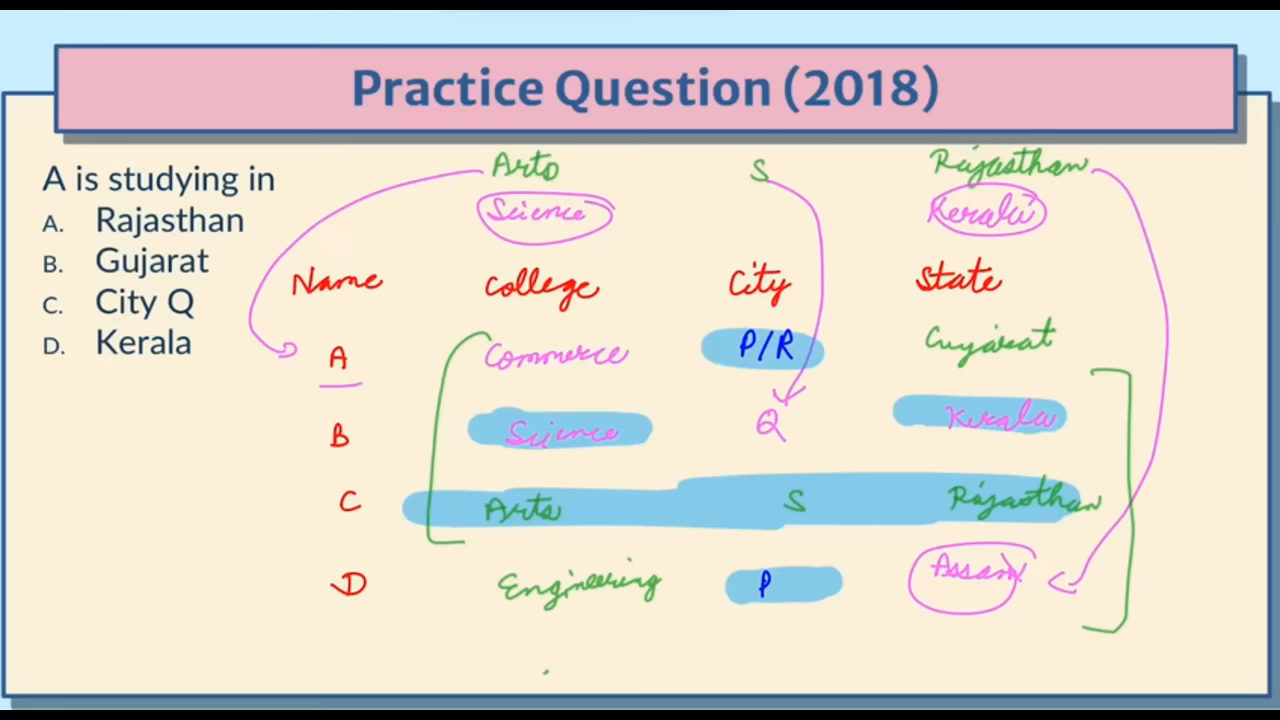 Practice Question (2018)
A is studying in
A. Rajasthan
B. Gujarat
C. City Q
D. Kerala
Arts S Rajasthan
Science Kerala
Name College City State
A Commerce P/R Gujarat
B Science Q Kerala
C Arts S Rajasthan
D Engineering P Assam